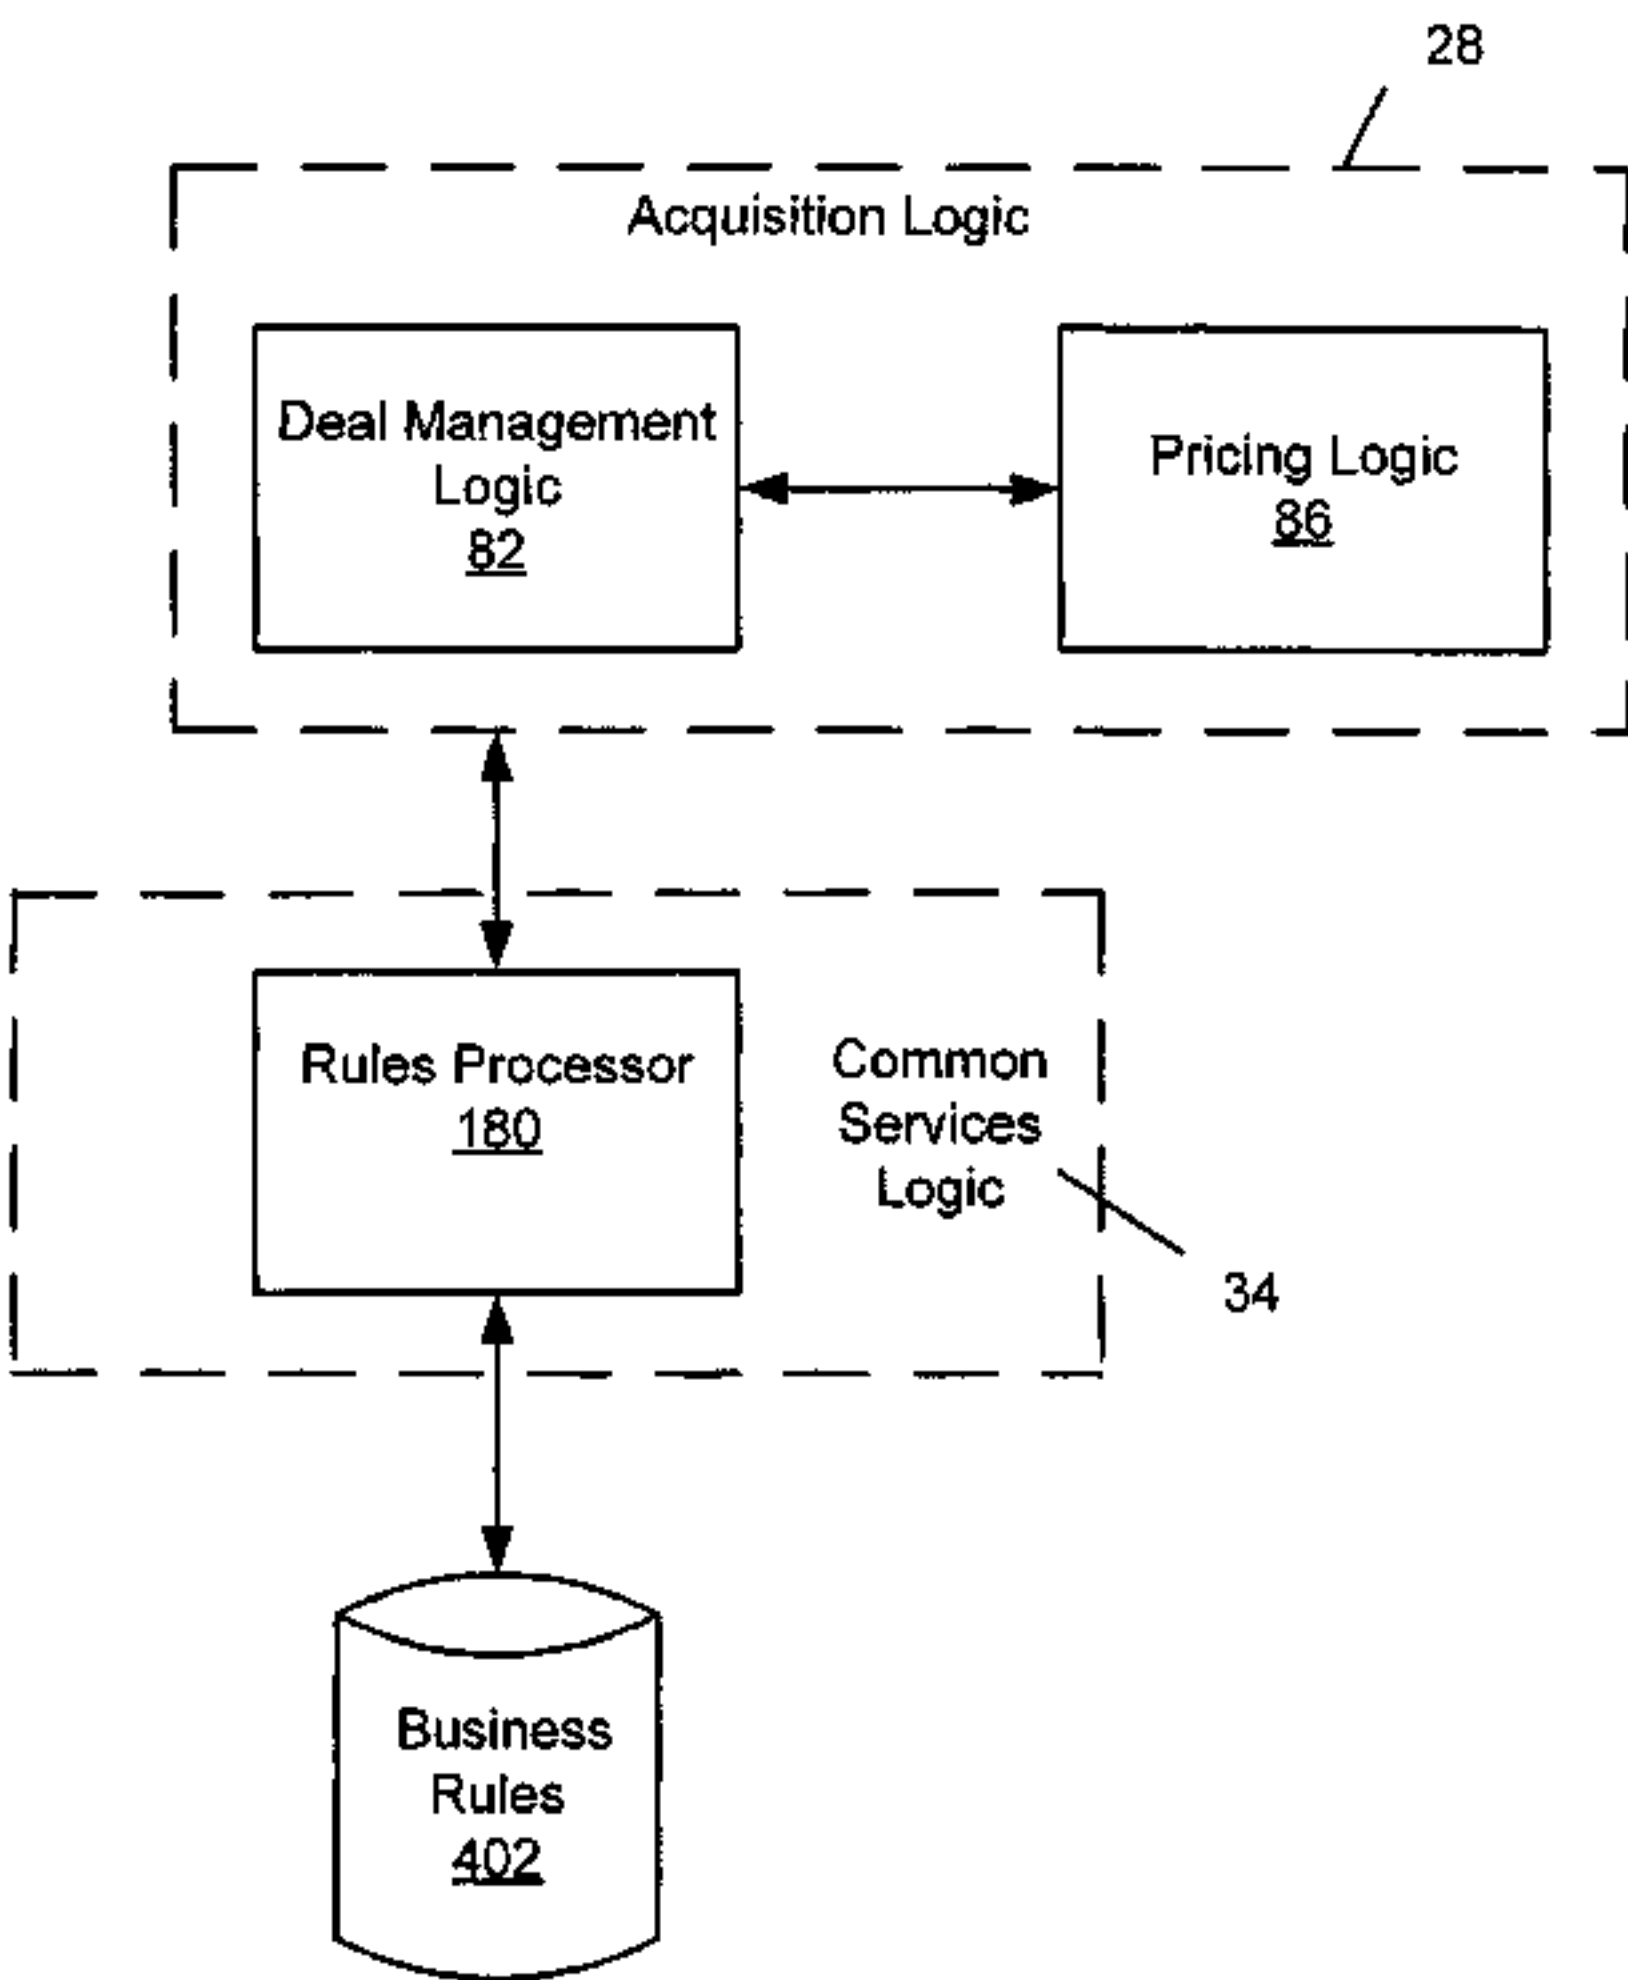 28
Acquisition Logic
Deal Management
Logic
82
Pricing Logic
86
Rules Processor
180
Common
Services
Logic
34
Business
Rules
402